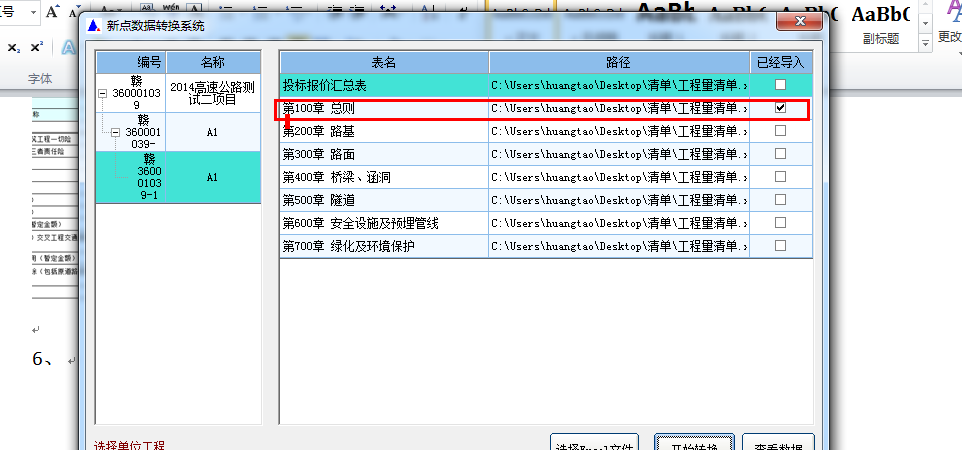 新点数据转换系统
AaBbC
副标题
更改
字体
编号 名称
赣
36000103
9
2014高速公路测
试二项目
赣
360001
039-
A1
赣
3600
0103
9-1
A1
表名 路径 已经导入
投标报价汇总表 C:\Users\huangtao\Desktop\清单\工程量清单.x
第100章 总则 C:\Users\huangtao\Desktop\清单\工程量清单.x
第200章 路基 C:\Users\huangtao\Desktop\清单\工程量清单.x
第300章 路面 C:\Users\huangtao\Desktop\清单\工程量清单.x
第400章 桥梁、涵洞 C:\Users\huangtao\Desktop\清单\工程量清单.x
第500章 隧道 C:\Users\huangtao\Desktop\清单\工程量清单.x
第600章 安全设施及预埋管线 C:\Users\huangtao\Desktop\清单\工程量清单.x
第700章 绿化及环境保护 C:\Users\huangtao\Desktop\清单\工程量清单.x
6、
选择单位工程
选择Excel文件 开始转换 查看数据